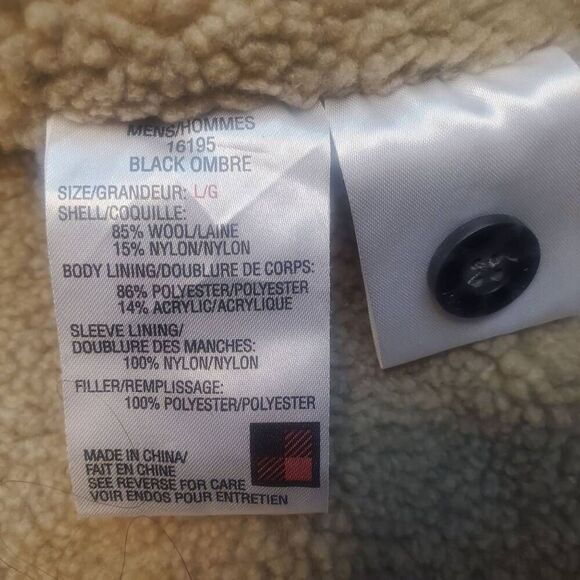 MENS/HOMMES
16195
BLACK OMBRE
SIZE/GRANDEUR: L/G
SHELL/COQUILLE:
85% WOOL/LAINE
15% NYLON/NYLON
BODY LINING/DOUBLURE DE CORPS:
86% POLYESTER/POLYESTER
14% ACRYLIC/ACRYLIQUE
SLEEVE LINING/
DOUBLURE DES MANCHES:
100% NYLON/NYLON
FILLER/REMPLISSAGE:
100% POLYESTER/POLYESTER
MADE IN CHINA/
FAIT EN CHINE
SEE REVERSE FOR CARE
VOIR ENDOS POUR ENTRETIEN